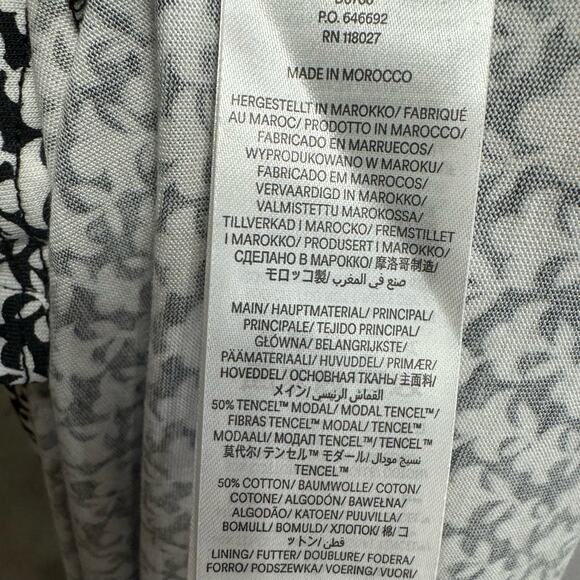 P.O. 646692
RN 118027
MADE IN MOROCCO
HERGESTELLT IN MAROKKO/ FABRIQUÉ
AU MAROC/ PRODOTTO IN MAROCCO/
FABRICADO EN MARRUECOS/
WYPRODUKOWANO W MAROKU/
FABRICADO EM MARROCOS/
VERVAARDIGD IN MAROKKO/
VALMISTETTU MAROKOSSA/
TILLVERKAD I MAROCKO/ FREMSTILLET
I MAROKKO/ PRODUSERT I MAROKKO/
СДЕЛАНО В МАРОККО/ 摩洛哥制造/
モロッコ製/ صنع في المغرب
MAIN/ HAUPTMATERIAL/ PRINCIPAL/
PRINCIPALE/ TEJIDO PRINCIPAL/
GŁÓWNA/ BELANGRIJKSTE/
PÄÄMATERIAALI/ HUVUDDEL/ PRIMÆR/
HOVEDDEL/ ОСНОВНАЯ ТКАНЬ/ 主面料/
メイン/ القماش الرئيسي
50% TENCEL™ MODAL/ MODAL TENCEL™/
FIBRAS TENCEL™ MODAL/ TENCEL™
MODAALI/ МОДАЛ TENCEL™/ TENCEL™
莫代尔/ テンセル™ モダール/ نسيج مودال
TENCEL™
50% COTTON/ BAUMWOLLE/ COTON/
COTONE/ ALGODÓN/ BAWEŁNA/
ALGODÃO/ KATOEN/ PUUVILLA/
BOMULL/ BOMULD/ ХЛОПОК/ 棉/ コ
ットン/ قطن
LINING/ FUTTER/ DOUBLURE/ FODERA/
FORRO/ PODSZEWKA/ VOERING/ VUORI/